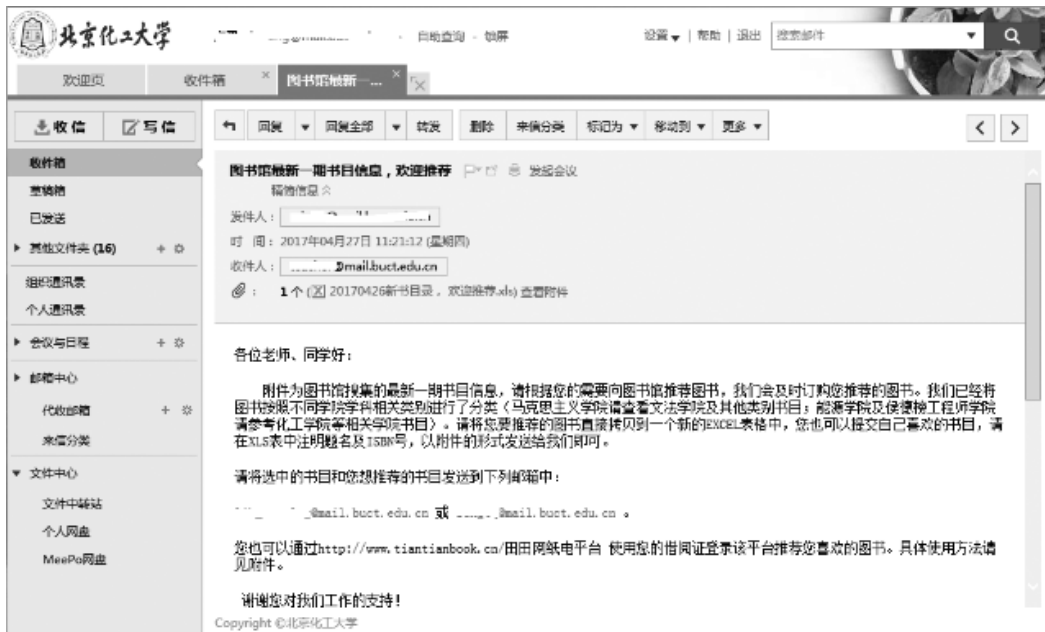 北京化工大学
自助查询 - 锁屏
设置 | 帮助 | 退出
搜索邮件
欢迎页
收件箱
图书馆最新一...
收信
写信
回复
回复全部
转发
删除
来信分类
标记为
移动到
更多
收件箱
草稿箱
已发送
其他文件夹 (16)
组织通讯录
个人通讯录
会议与日程
邮箱中心
代收邮箱
来信分类
文件中心
文件中转站
个人网盘
MeePo网盘
图书馆最新一期书目信息，欢迎推荐
发起会议
精简信息
发件人：
时 间：2017年04月27日 11:21:12 (星期四)
收件人： @mail.buct.edu.cn
： 1 个 ( 20170426新书目录，欢迎推荐.xls) 查看附件
各位老师、同学好：
附件为图书馆搜集的最新一期书目信息，请根据您的需要向图书馆推荐图书，我们会及时订购您推荐的图书。我们已经将
图书按照不同学院学科相关类别进行了分类（马克思主义学院请查看文法学院及其他类别书目；能源学院及侯德榜工程师学院
请参考化工学院等相关学院书目）。请将您要推荐的图书直接拷贝到一个新的EXCEL表格中，您也可以提交自己喜欢的书目，请
在XLS表中注明题名及ISBN号，以附件的形式发送给我们即可。
请将选中的书目和您想推荐的书目发送到下列邮箱中：
@mail.buct.edu.cn 或 @mail.buct.edu.cn 。
您也可以通过http://www.tiantianbook.cn/田田网纸电平台 使用您的借阅证登录该平台推荐您喜欢的图书。具体使用方法请
见附件。
谢谢您对我们工作的支持！
Copyright ©北京化工大学